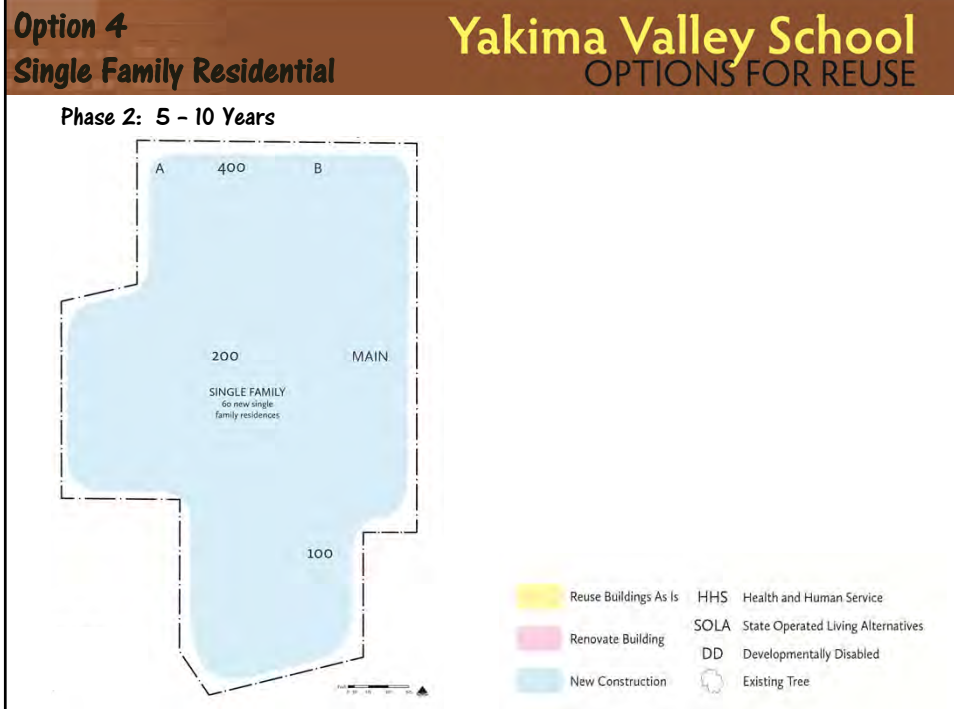 Option 4
Single Family Residential
Yakima Valley School
OPTIONS FOR REUSE
Phase 2: 5 – 10 Years
A 400 B
200 MAIN
SINGLE FAMILY
60 new single
family residences
100
Reuse Buildings As Is
Renovate Building
New Construction
HHS Health and Human Service
SOLA State Operated Living Alternatives
DD Developmentally Disabled
Existing Tree